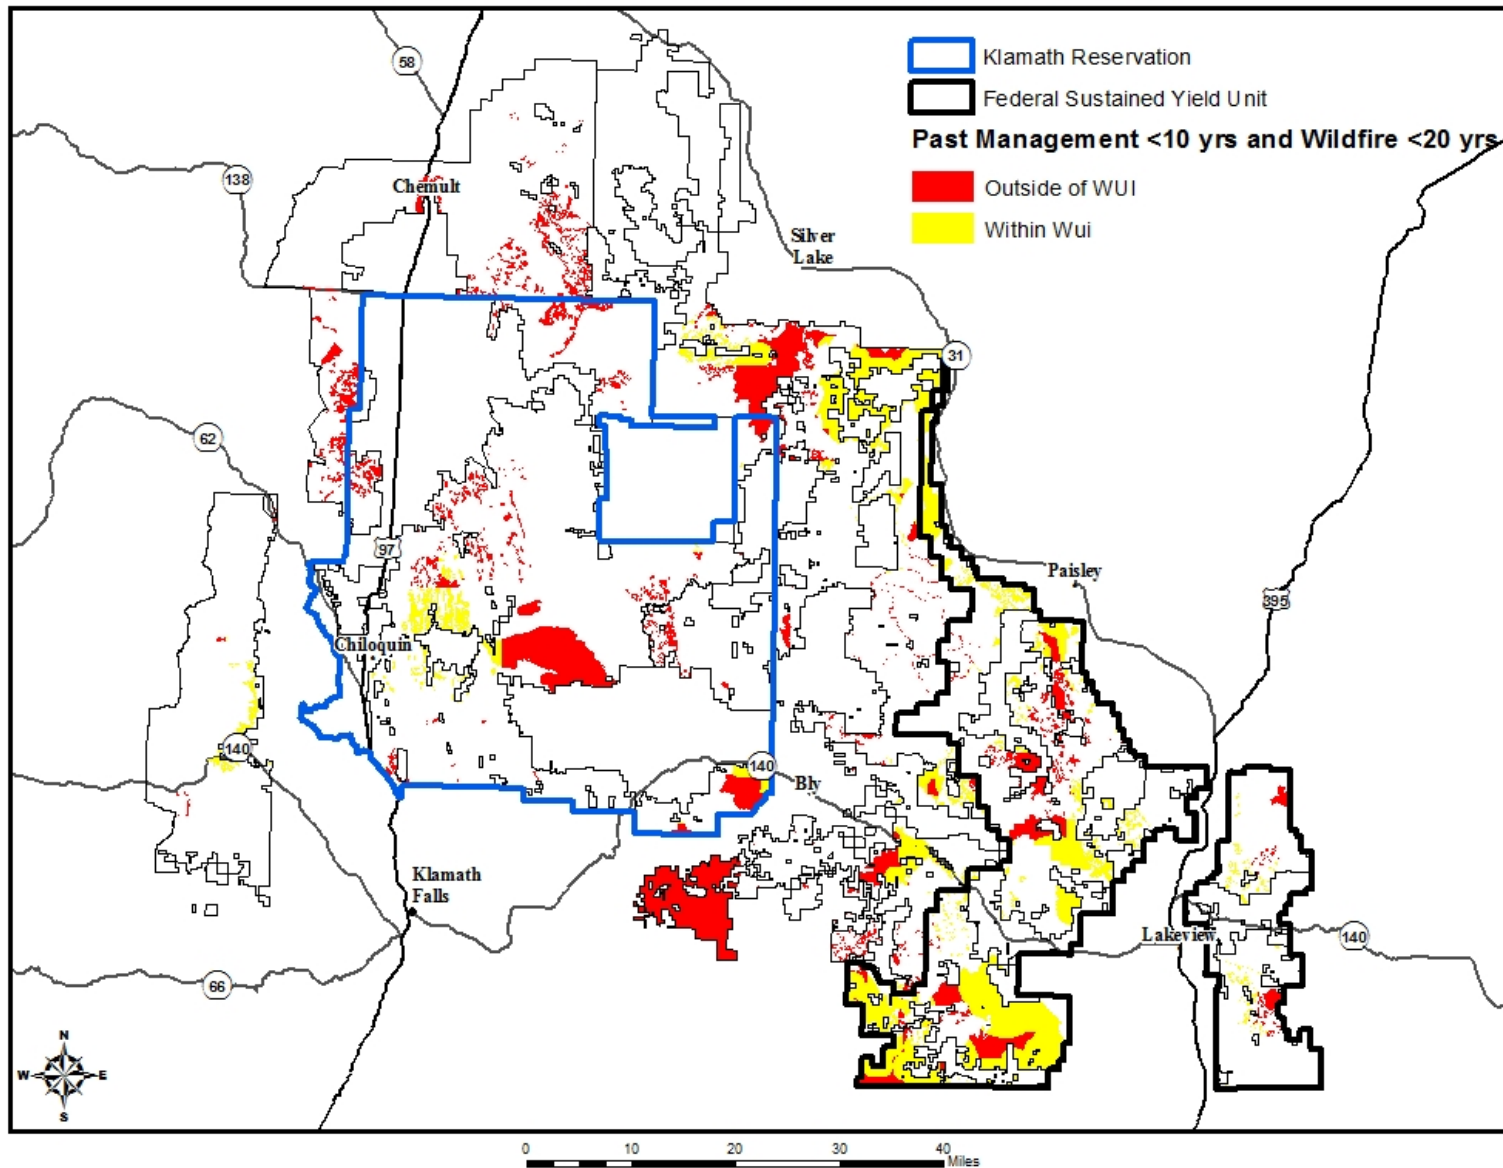 58
Klamath Reservation
Federal Sustained Yield Unit
Past Management <10 yrs and Wildfire <20 yrs
Outside of WUI
Within Wui
138
Chemult
Silver
Lake
31
62
97
Paisley
395
Chiloquin
140
140
Bly
Klamath
Falls
Lakeview
140
66
N
W E
S
0 10 20 30 40
Miles